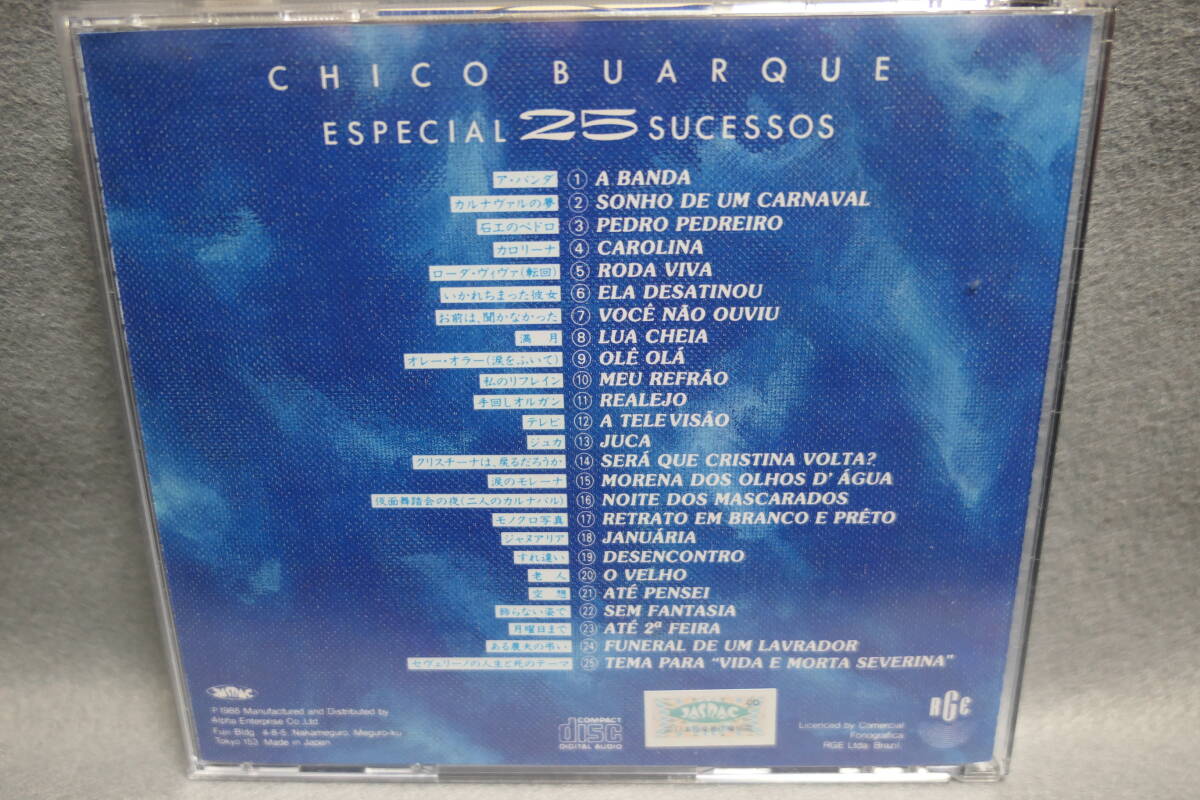 CHICO BUARQUE
ESPECIAL 25 SUCESSOS
ア・バンダ ① A BANDA
カルナヴァルの夢 ② SONHO DE UM CARNAVAL
石工のペドロ ③ PEDRO PEDREIRO
カロリーナ ④ CAROLINA
ローダ・ヴィヴァ(転回) ⑤ RODA VIVA
いかれちまった彼女 ⑥ ELA DESATINOU
お前は、聞かなかった ⑦ VOCÊ NÃO OUVIU
満月 ⑧ LUA CHEIA
オレー・オラー(涙をふいて) ⑨ OLÊ OLÁ
私のリフレイン ⑩ MEU REFRÃO
手回しオルガン ⑪ REALEJO
テレビ ⑫ A TELEVISÃO
ジュカ ⑬ JUCA
クリスチーナは、戻るだろうか ⑭ SERÁ QUE CRISTINA VOLTA?
涙のモレーナ ⑮ MORENA DOS OLHOS D' ÁGUA
仮面舞踏会の夜(二人のカルナバル) ⑯ NOITE DOS MASCARADOS
モノクロ写真 ⑰ RETRATO EM BRANCO E PRÊTO
ジャヌアリア ⑱ JANUÁRIA
すれ違い ⑲ DESENCONTRO
老人 ⑳ O VELHO
空想 ㉑ ATÉ PENSEI
飾らない姿で ㉒ SEM FANTASIA
月曜日まで ㉓ ATÉ 2ª FEIRA
ある農夫の弔い ㉔ FUNERAL DE UM LAVRADOR
セヴェリーノの人生と死のテーマ ㉕ TEMA PARA "VIDA E MORTA SEVERINA"
JASRAC
P1988 Manufactured and Distributed by
Alpha Enterprise Co., Ltd.
Fuji Bldg. 4-8-5, Nakameguro, Meguro-ku
Tokyo 153. Made in Japan
COMPACT
disc
DIGITAL AUDIO
JASRAC
RGE
Licenced by Comercial
Fonografica
RGE Ltda. Brazil.